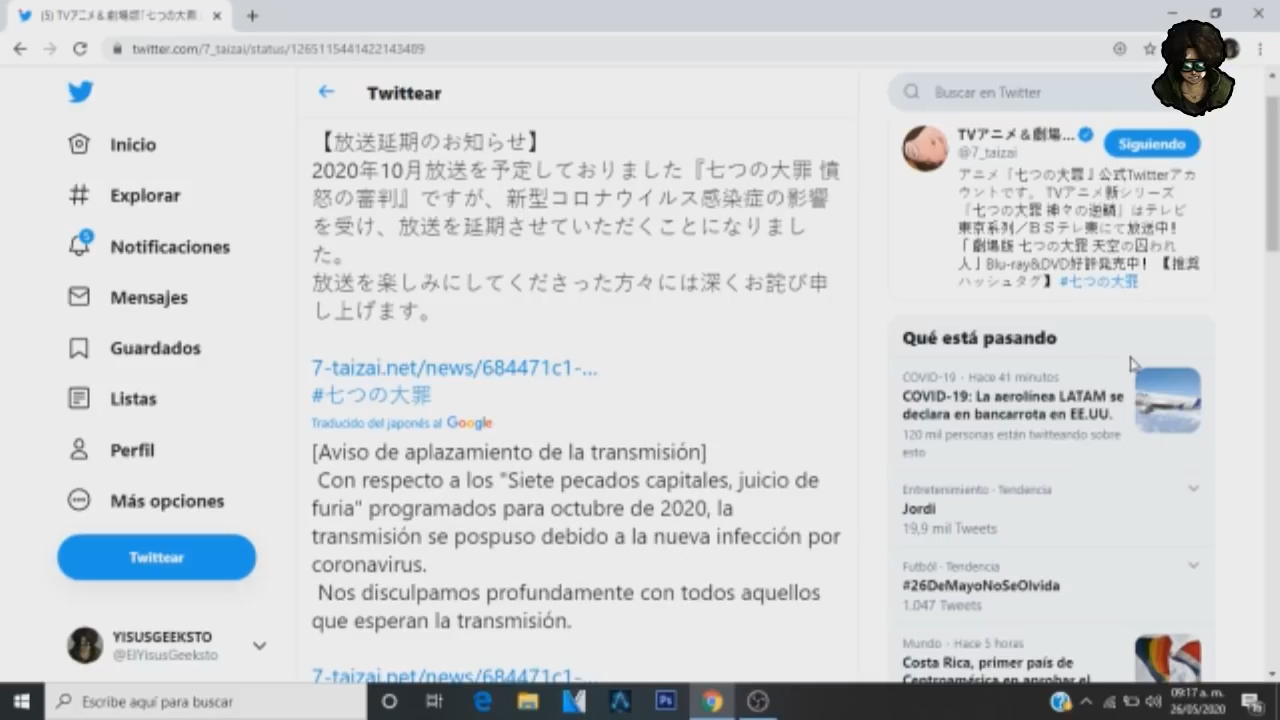 (5) TVアニメ&劇場版「七つの大罪
twitter.com/7_taizai/status/1265115441422143489
Inicio
Explorar
5
Notificaciones
Mensajes
Guardados
Listas
Perfil
Más opciones
Twittear
YISUSGEEKSTO
@ElYisusGeeksto
Twittear
【放送延期のお知らせ】
2020年10月放送を予定しておりました『七つの大罪 憤
怒の審判』ですが、新型コロナウイルス感染症の影響
を受け、放送を延期させていただくことになりまし
た。
放送を楽しみにしてくださった方々には深くお詫び申
し上げます。
7-taizai.net/news/684471c1-...
#七つの大罪
Traducido del japonés al Google
[Aviso de aplazamiento de la transmisión]
Con respecto a los "Siete pecados capitales, juicio de
furia" programados para octubre de 2020, la
transmisión se pospuso debido a la nueva infección por
coronavirus.
Nos disculpamos profundamente con todos aquellos
que esperan la transmisión.
7-taizai.net/news/684471c1-...
Buscar en Twitter
TVアニメ&劇場...
Siguiendo
@7_taizai
アニメ『七つの大罪』公式Twitterアカ
ウントです。 TVアニメ新シリーズ
『七つの大罪 神々の逆鱗』はテレビ
東京系列/BSテレ東にて放送中!
「劇場版 七つの大罪 天空の囚われ
人」Blu-ray&DVD好評発売中! 【推奨
ハッシュタグ】 #七つの大罪
Qué está pasando
COVID-19 · Hace 41 minutos
COVID-19: La aerolínea LATAM se
declara en bancarrota en EE.UU.
120 mil personas están twitteando sobre
esto
Entretenimiento · Tendencia
Jordi
19,9 mil Tweets
Futból · Tendencia
#26DeMayoNoSeOlvida
1.047 Tweets
Mundo · Hace 5 horas
Costa Rica, primer país de
Centroamérica en aprobar el
Escribe aquí para buscar
Ps
09:17 a. m.
26/05/2020